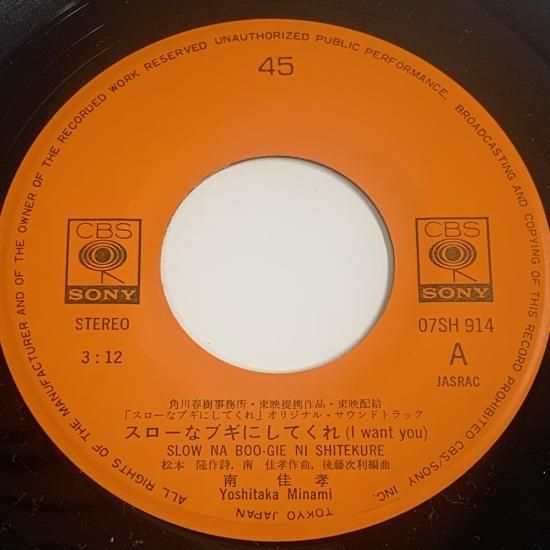 ALL RIGHTS OF THE MANUFACTURER AND OF THE OWNER OF THE RECORDED WORK RESERVED UNAUTHORIZED PUBLIC PERFORMANCE, BROADCASTING AND COPYING OF THIS RECORD PROHIBITED CBS/SONY INC.
TOKYO JAPAN
45
CBS
SONY
CBS
SONY
STEREO
07SH 914
3:12
A
JASRAC
角川春樹事務所・東映提携作品・東映配給
「スローなブギにしてくれ」オリジナル・サウンドトラック
スローなブギにしてくれ (I want you)
SLOW NA BOO-GIE NI SHITEKURE
松本 隆作詩, 南 佳孝作曲, 後藤次利編曲
南 佳孝
Yoshitaka Minami